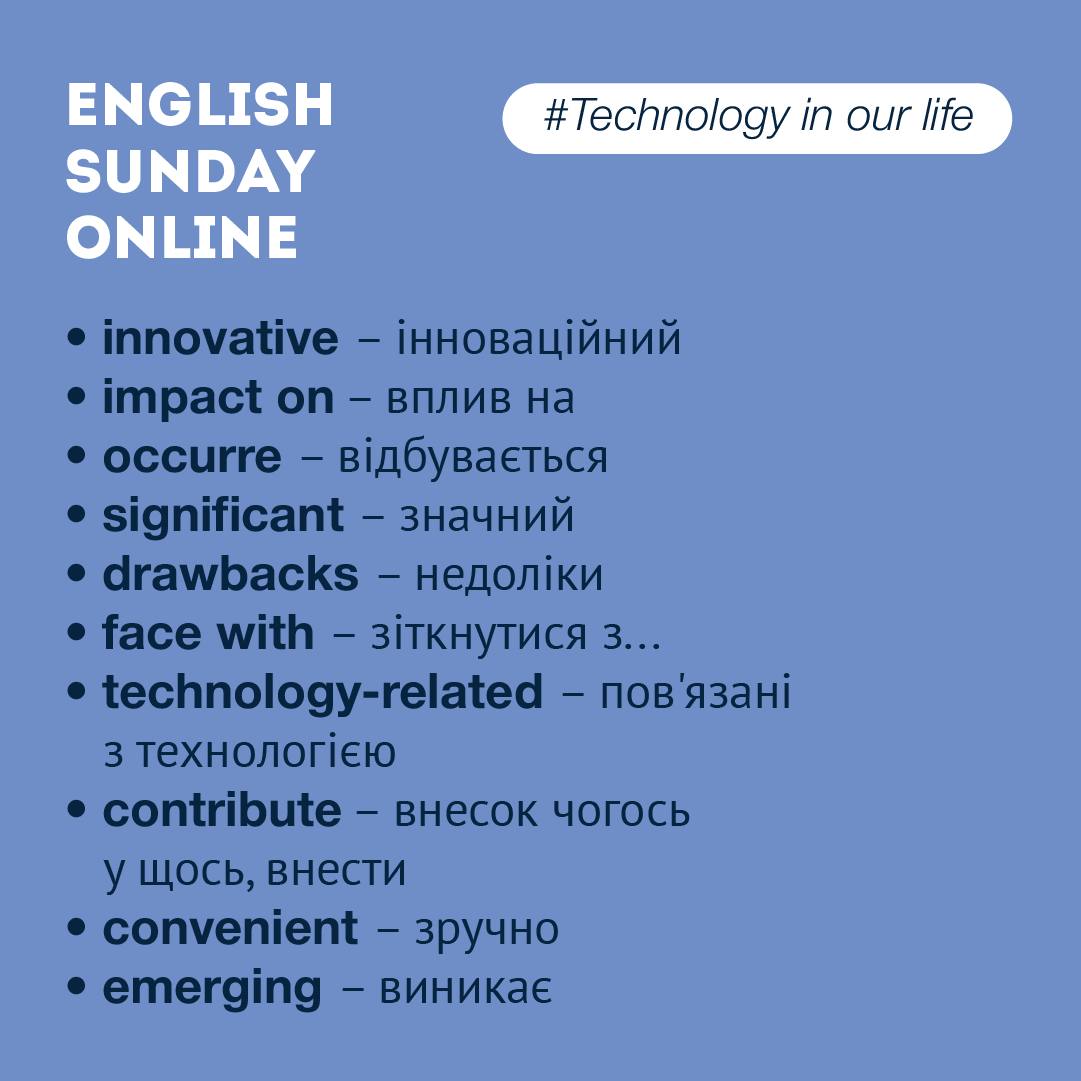 ENGLISH
SUNDAY
ONLINE
#Technology in our life
• innovative – інноваційний
• impact on – вплив на
• occurre – відбувається
• significant – значний
• drawbacks – недоліки
• face with – зіткнутися з...
• technology-related – пов'язані
з технологією
• contribute – внесок чогось
у щось, внести
• convenient – зручно
• emerging – виникає